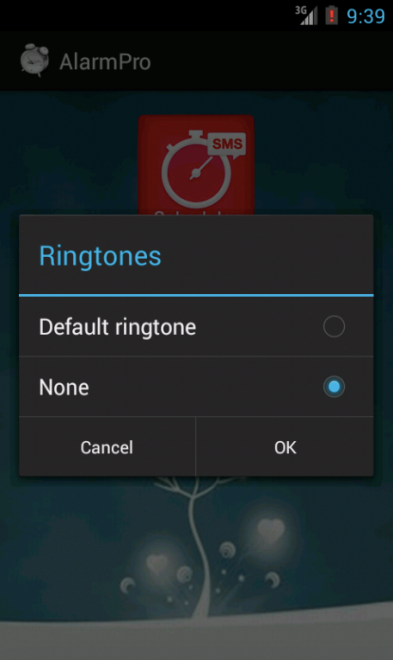 3G 9:39
AlarmPro
SMS
Ringtones
Default ringtone
None
Cancel OK